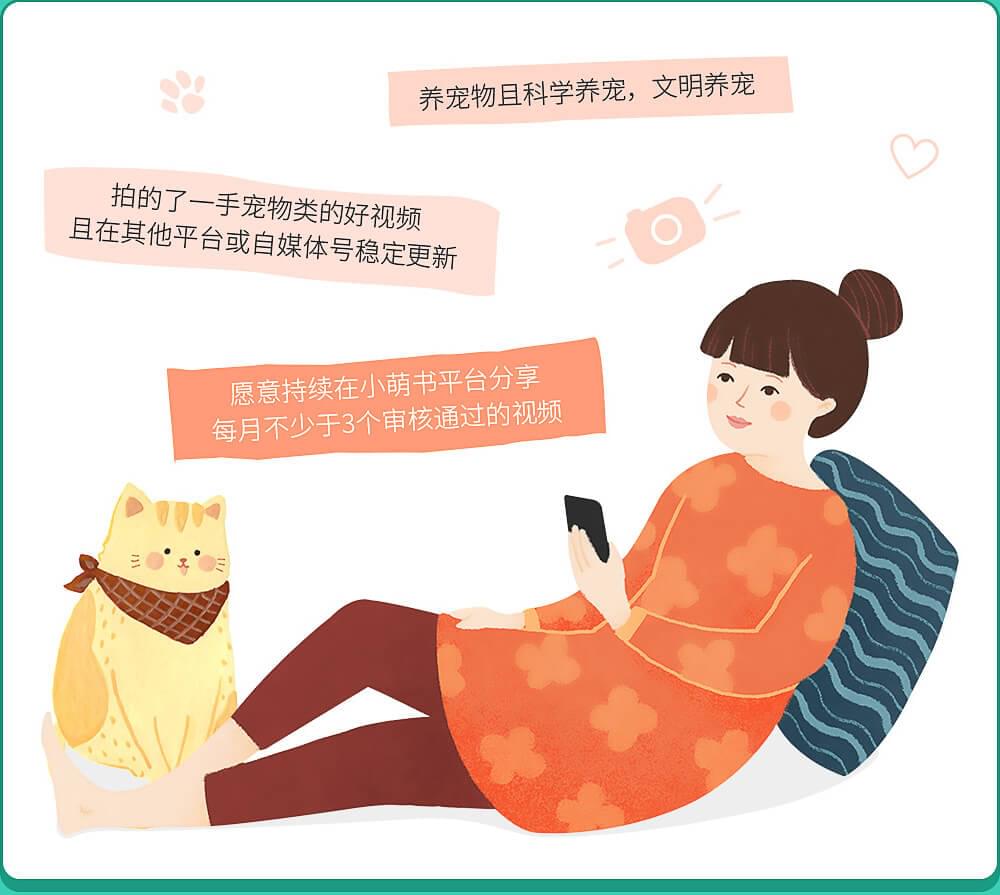 养宠物且科学养宠，文明养宠
拍的了一手宠物类的好视频
且在其他平台或自媒体号稳定更新
愿意持续在小萌书平台分享
每月不少于3个审核通过的视频